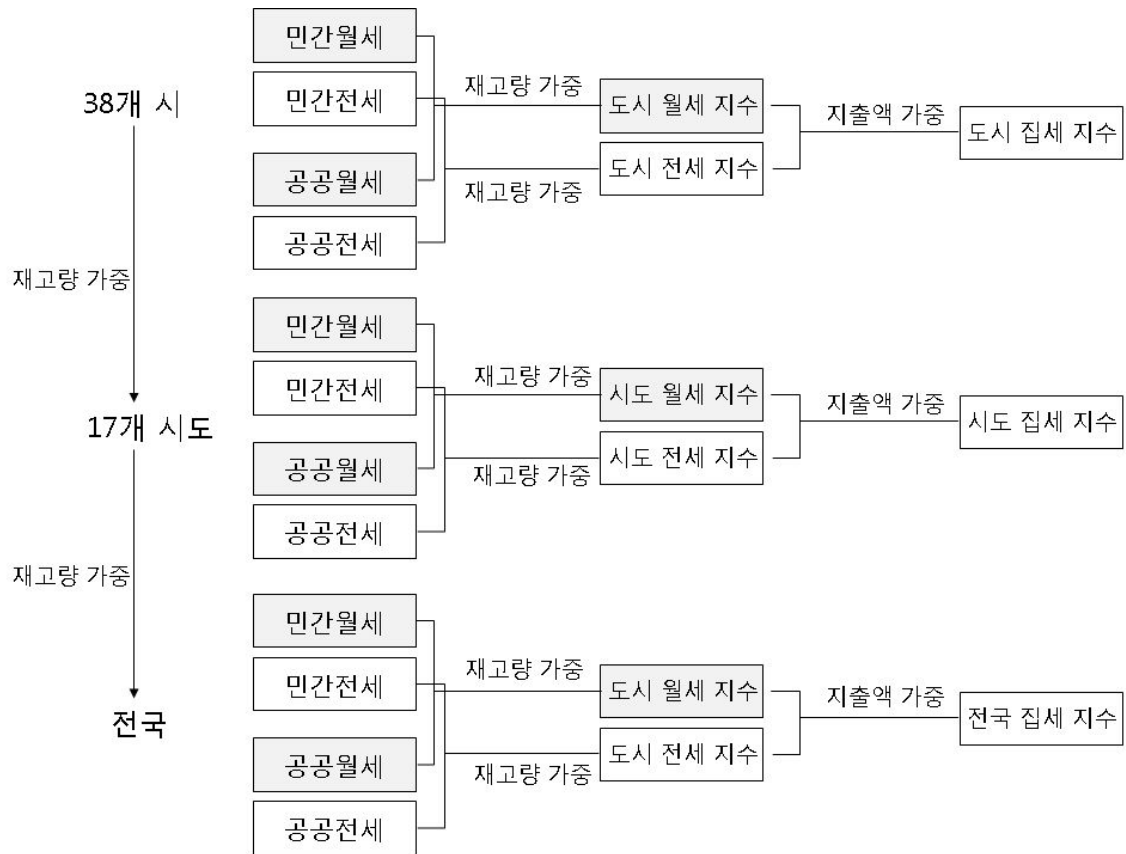 민간월세
38개 시
민간전세
재고량 가중
도시 월세 지수
지출액 가중
도시 집세 지수
공공월세
재고량 가중
도시 전세 지수
공공전세
재고량 가중
민간월세
민간전세
재고량 가중
시도 월세 지수
지출액 가중
시도 집세 지수
17개 시도
공공월세
재고량 가중
시도 전세 지수
공공전세
재고량 가중
민간월세
민간전세
재고량 가중
도시 월세 지수
지출액 가중
전국 집세 지수
전국
공공월세
재고량 가중
도시 전세 지수
공공전세